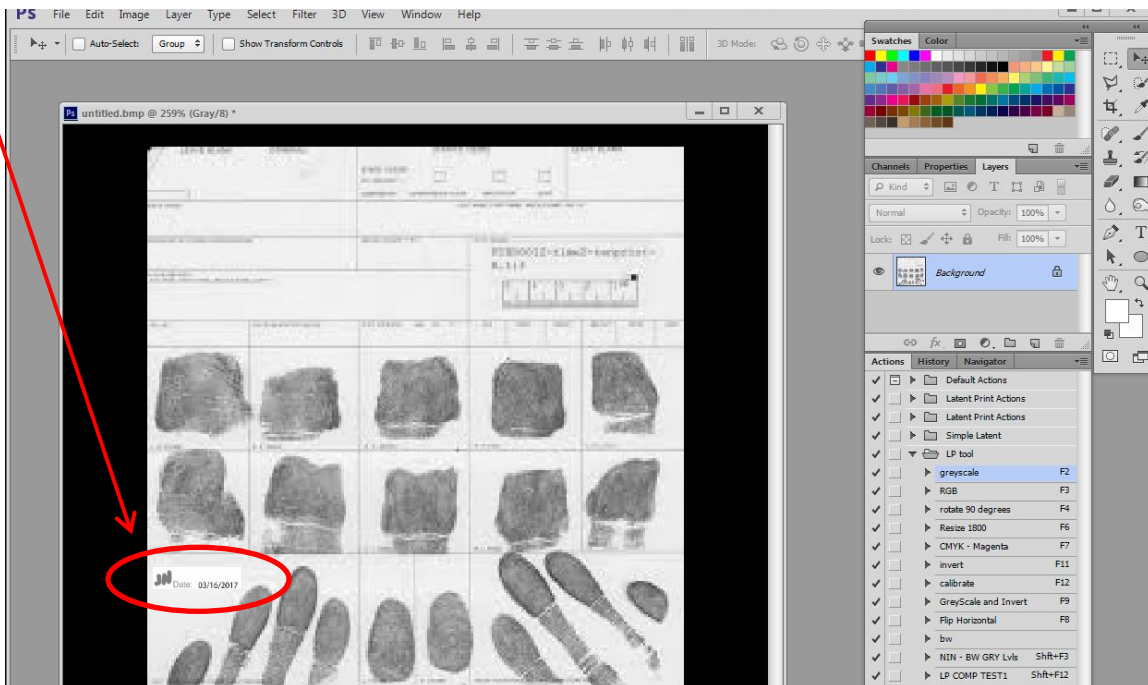 PS File Edit Image Layer Type Select Filter 3D View Window Help
Auto-Select: Group Show Transform Controls 3D Mode:
untitled.bmp @ 259% (Gray/8) *
JN Date: 03/16/2017
Swatches Color
Channels Properties Layers
Kind
Normal Opacity: 100%
Lock: Fill: 100%
Background
Actions History Navigator
Default Actions
Latent Print Actions
Latent Print Actions
Simple Latent
LP tool
greyscale F2
RGB F3
rotate 90 degrees F4
Resize 1800 F6
CMYK - Magenta F7
invert F11
calibrate F12
GreyScale and Invert F9
Flip Horizontal F8
bw
NIN - BW GRY Lvls Shft+F3
LP COMP TEST1 Shft+F12